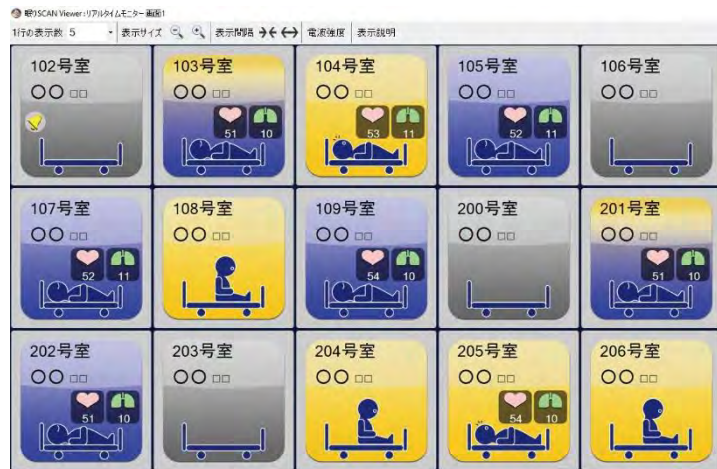 眠りSCAN Viewer:リアルタイムモニター 画面1
1行の表示数 5 表示サイズ 表示間隔 電波強度 表示説明
102号室 103号室 104号室 105号室 106号室
○○ □□ ○○ □□ ○○ □□ ○○ □□ ○○ □□
51 10 53 11 52 11
107号室 108号室 109号室 200号室 201号室
○○ □□ ○○ □□ ○○ □□ ○○ □□ ○○ □□
52 11 54 10 51 10
202号室 203号室 204号室 205号室 206号室
○○ □□ ○○ □□ ○○ □□ ○○ □□ ○○ □□
51 10 54 10